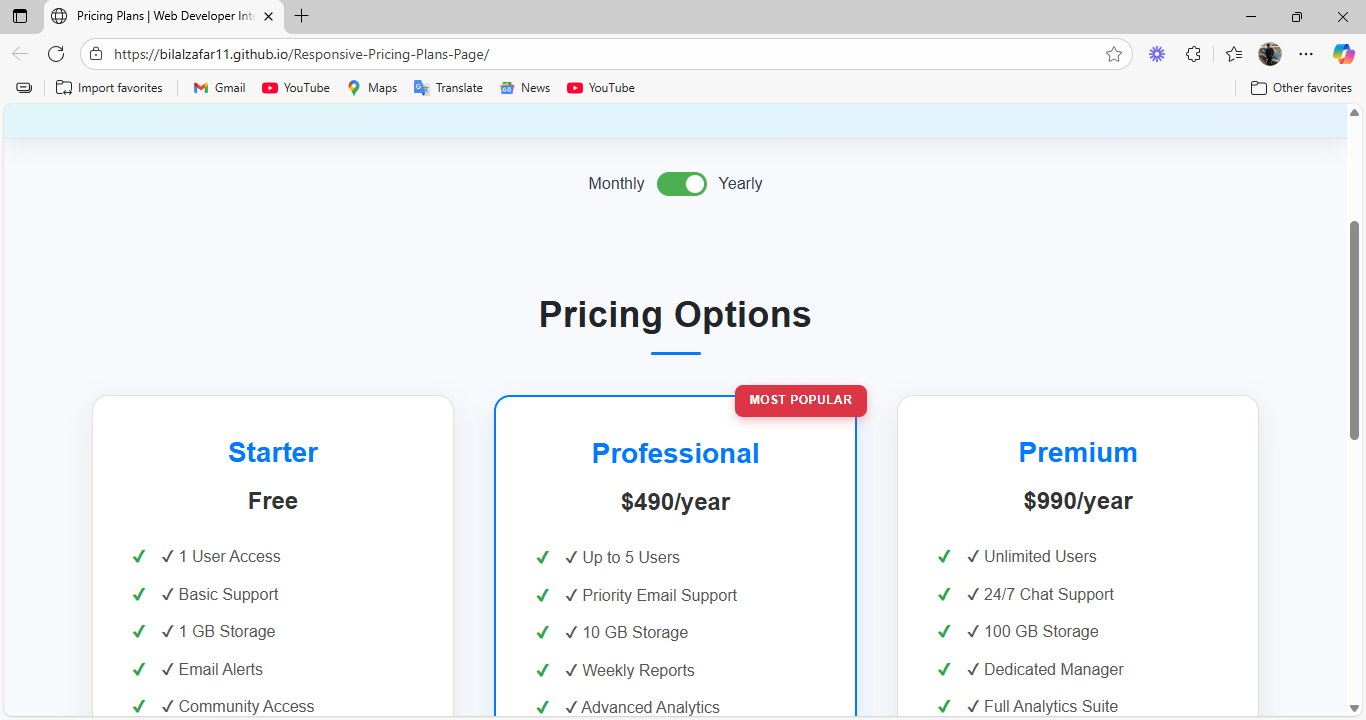 Pricing Plans | Web Developer Inte
https://bilalzafar11.github.io/Responsive-Pricing-Plans-Page/
Import favorites
Gmail
YouTube
Maps
Translate
News
YouTube
Other favorites
Monthly
Yearly
Pricing Options
MOST POPULAR
Starter
Free
✔ ✓ 1 User Access
✔ ✓ Basic Support
✔ ✓ 1 GB Storage
✔ ✓ Email Alerts
✔ ✓ Community Access
Professional
$490/year
✔ ✓ Up to 5 Users
✔ ✓ Priority Email Support
✔ ✓ 10 GB Storage
✔ ✓ Weekly Reports
✔ ✓ Advanced Analytics
Premium
$990/year
✔ ✓ Unlimited Users
✔ ✓ 24/7 Chat Support
✔ ✓ 100 GB Storage
✔ ✓ Dedicated Manager
✔ ✓ Full Analytics Suite